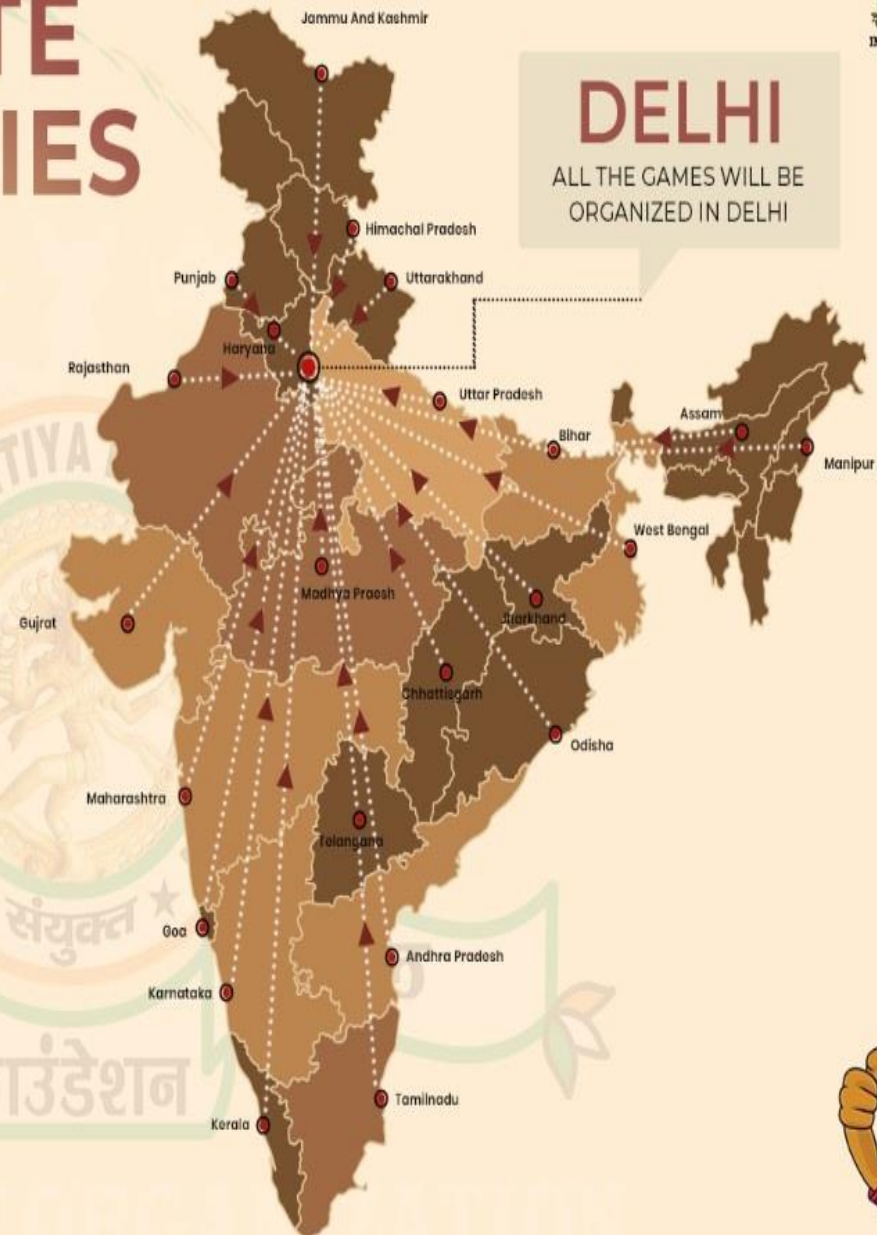 TE
IES
Jammu And Kashmir
DELHI
ALL THE GAMES WILL BE
ORGANIZED IN DELHI
Himachal Pradesh
Punjab
Uttarakhand
Haryana
Rajasthan
Uttar Pradesh
Assam
Bihar
Manipur
West Bengal
Madhya Praesh
Jharkhand
Gujrat
Chhattisgarh
Odisha
Maharashtra
Telangana
संयुक्त
Goa
Andhra Pradesh
Karnataka
Tamilnadu
Kerala